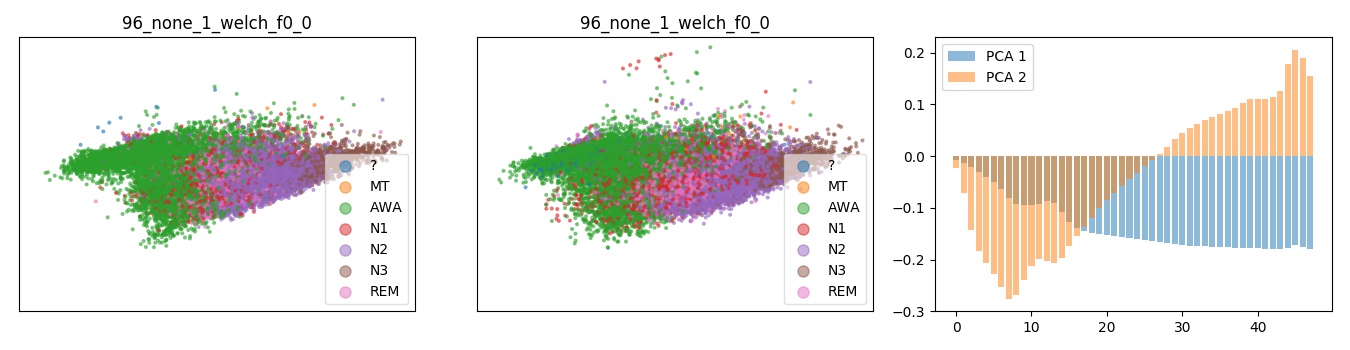 96_none_1_welch_f0_0
?
MT
AWA
N1
N2
N3
REM
96_none_1_welch_f0_0
?
MT
AWA
N1
N2
N3
REM
PCA 1
PCA 2
0.2
0.1
0.0
−0.1
−0.2
−0.3
0
10
20
30
40